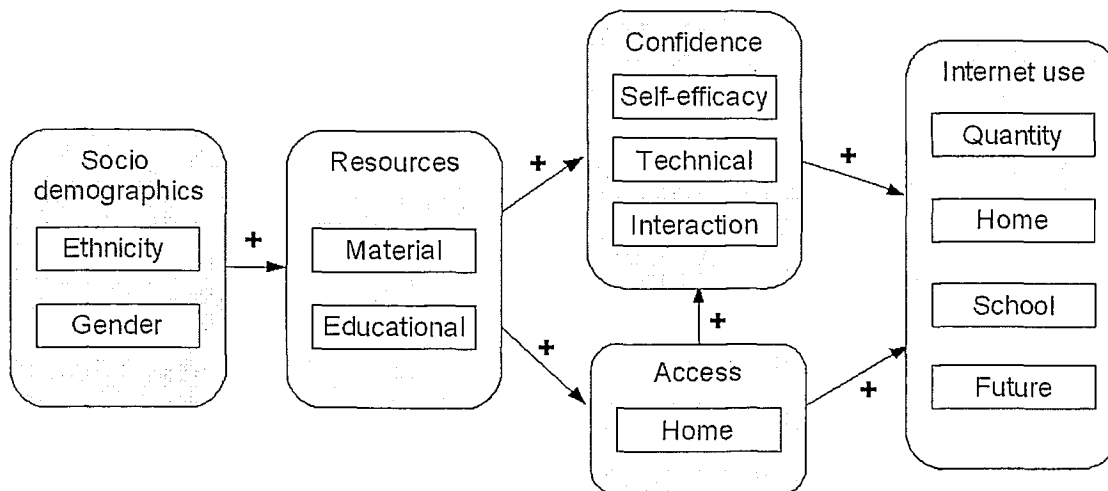 Socio
demographics
Ethnicity
Gender
+
Resources
Material
Educational
+
+
Confidence
Self-efficacy
Technical
Interaction
+
Access
Home
+
+
Internet use
Quantity
Home
School
Future